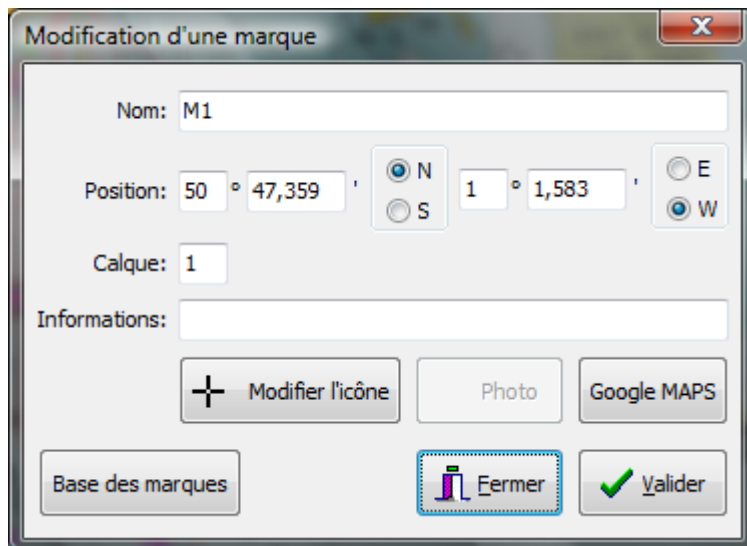 Modification d'une marque
Nom: M1
Position: 50 ° 47,359 ' N S 1 ° 1,583 ' E W
Calque: 1
Informations:
Modifier l'icône Photo Google MAPS
Base des marques Fermer Valider